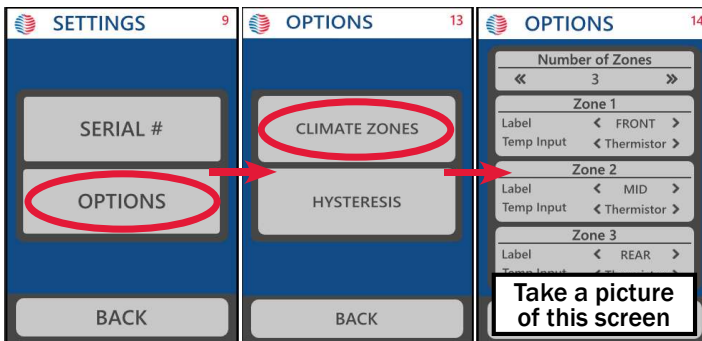 SETTINGS 9
SERIAL #
OPTIONS
BACK
OPTIONS 13
CLIMATE ZONES
HYSTERESIS
BACK
OPTIONS 14
Number of Zones
« 3 »
Zone 1
Label < FRONT >
Temp Input < Thermistor >
Zone 2
Label < MID >
Temp Input < Thermistor >
Zone 3
Label < REAR >
Temp Input
Take a picture
of this screen